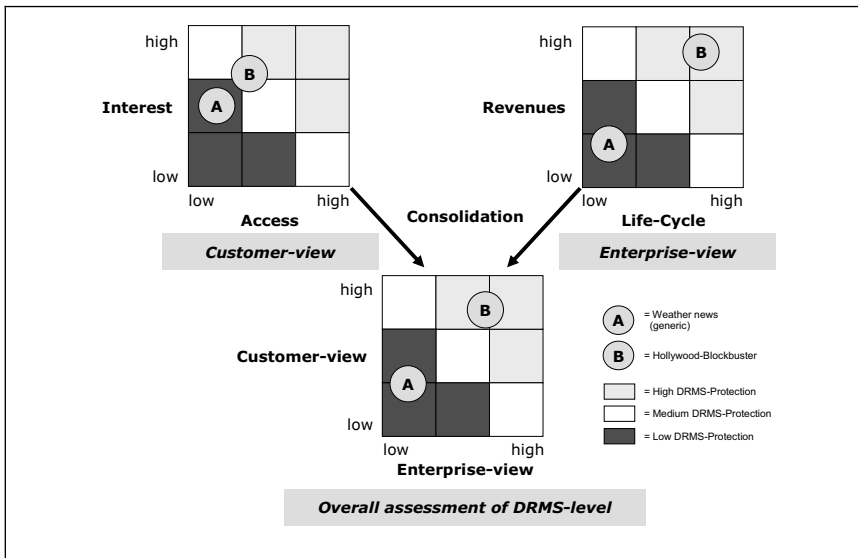 high
B
A
Interest
low
low
high
Access
Customer-view
high
B
Revenues
A
low
low
high
Life-Cycle
Enterprise-view
Consolidation
high
B
Customer-view
A
low
low
high
Enterprise-view
Overall assessment of DRMS-level
A = Weather news
(generic)
B = Hollywood-Blockbuster
= High DRMS-Protection
= Medium DRMS-Protection
= Low DRMS-Protection